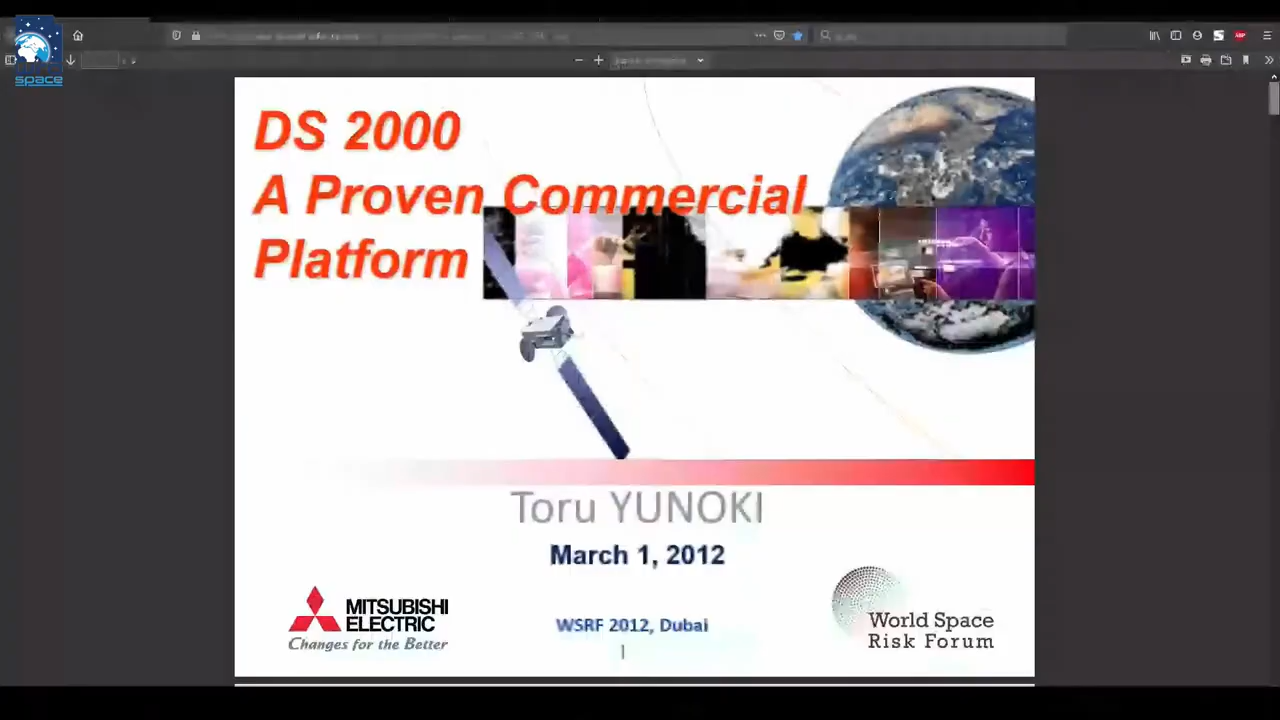 space
DS 2000
A Proven Commercial
Platform
Toru YUNOKI
March 1, 2012
MITSUBISHI
ELECTRIC
Changes for the Better
WSRF 2012, Dubai
World Space
Risk Forum